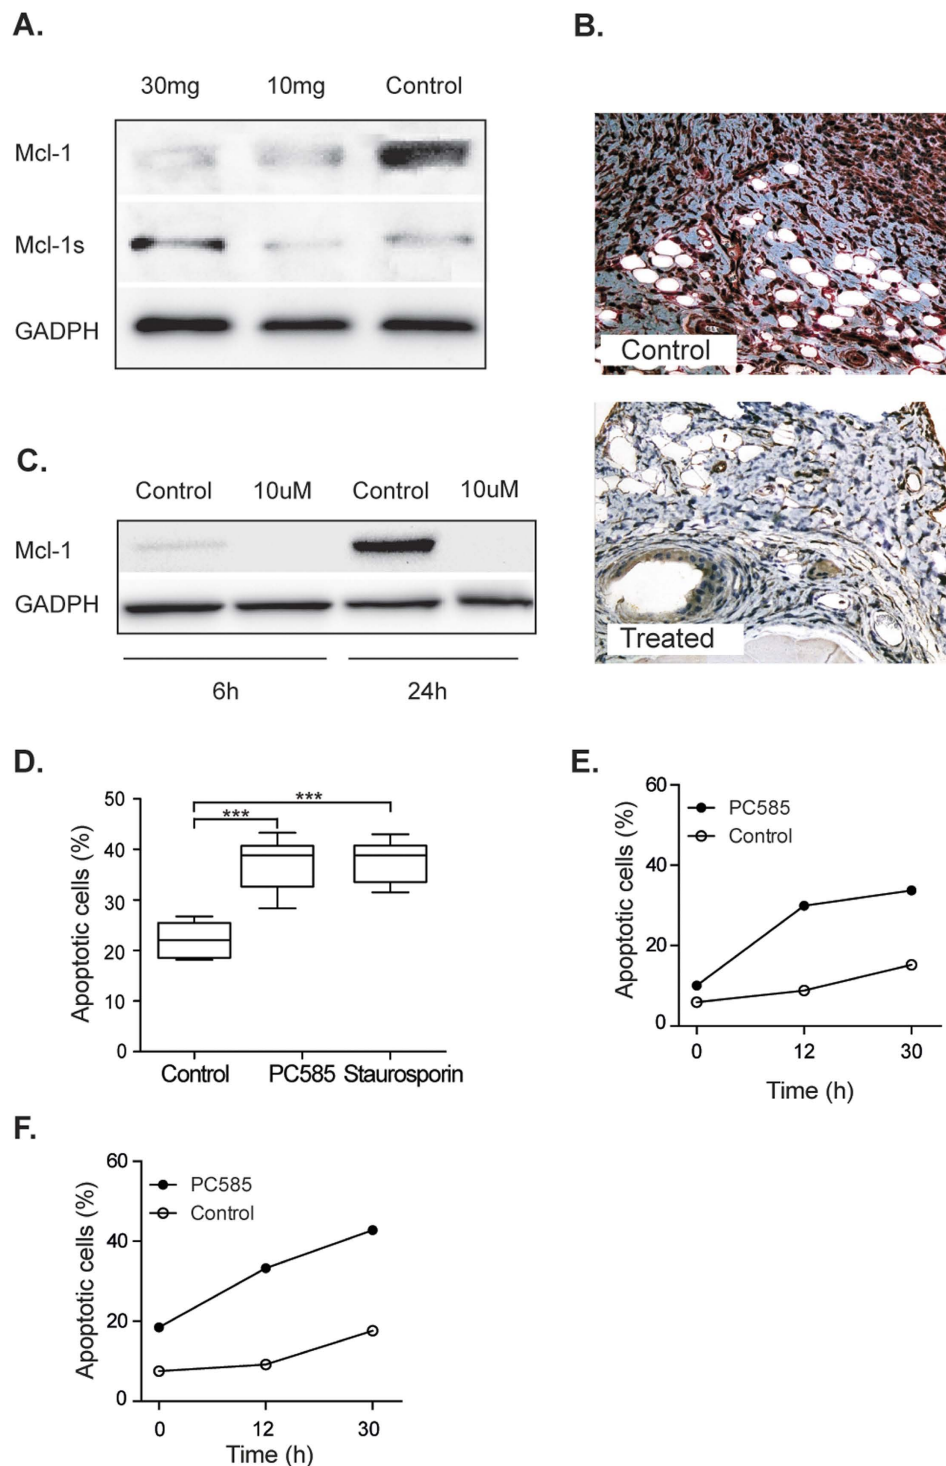 A.
30mg 10mg Control
Mcl-1
Mcl-1s
GADPH
B.
Control
Treated
C.
Control 10uM Control 10uM
Mcl-1
GADPH
6h 24h
D.
Apoptotic cells (%)
50
40
30
20
10
0
*** 
***
Control PC585 Staurosporin
E.
Apoptotic cells (%)
60
40
20
0
PC585
Control
0 12 30
Time (h)
F.
Apoptotic cells (%)
60
40
20
0
PC585
Control
0 12 30
Time (h)